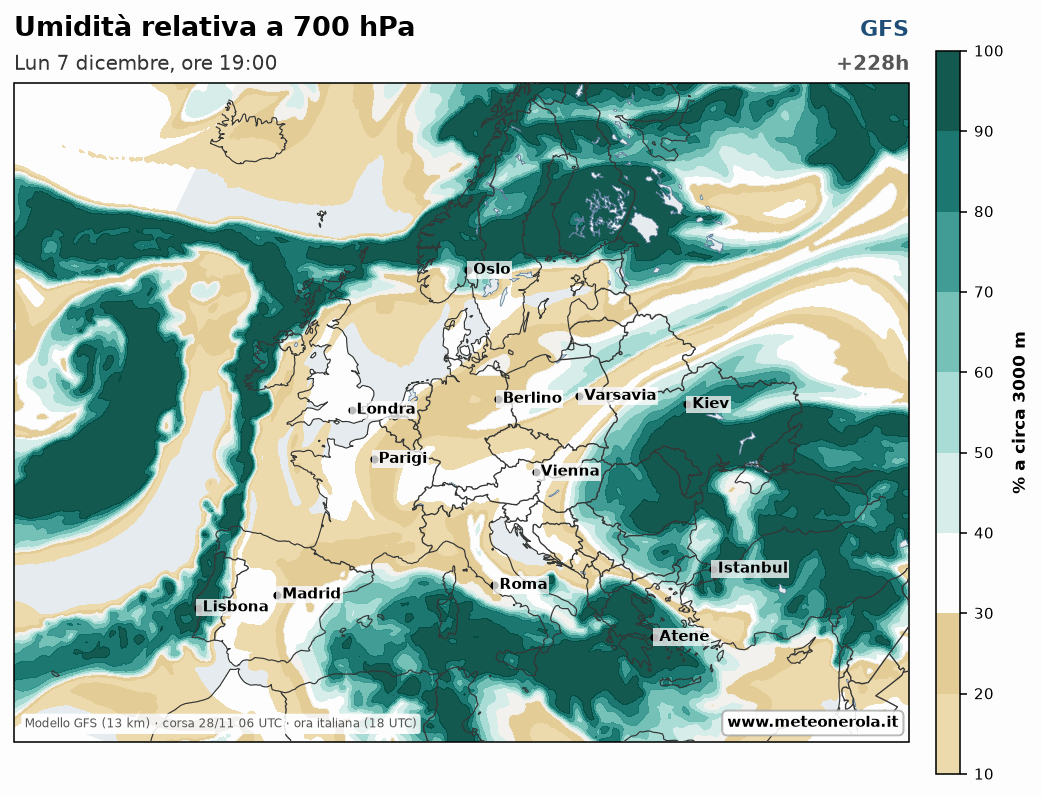 Umidità relativa a 700 hPa
GFS
Lun 7 dicembre, ore 19:00
+228h
Oslo
Londra
Berlino
Varsavia
Kiev
Parigi
Vienna
Lisbona
Madrid
Roma
Istanbul
Atene
Modello GFS (13 km) · corsa 28/11 06 UTC · ora italiana (18 UTC)
www.meteonerola.it
100
90
80
70
60
50
40
30
20
10
% a circa 3000 m